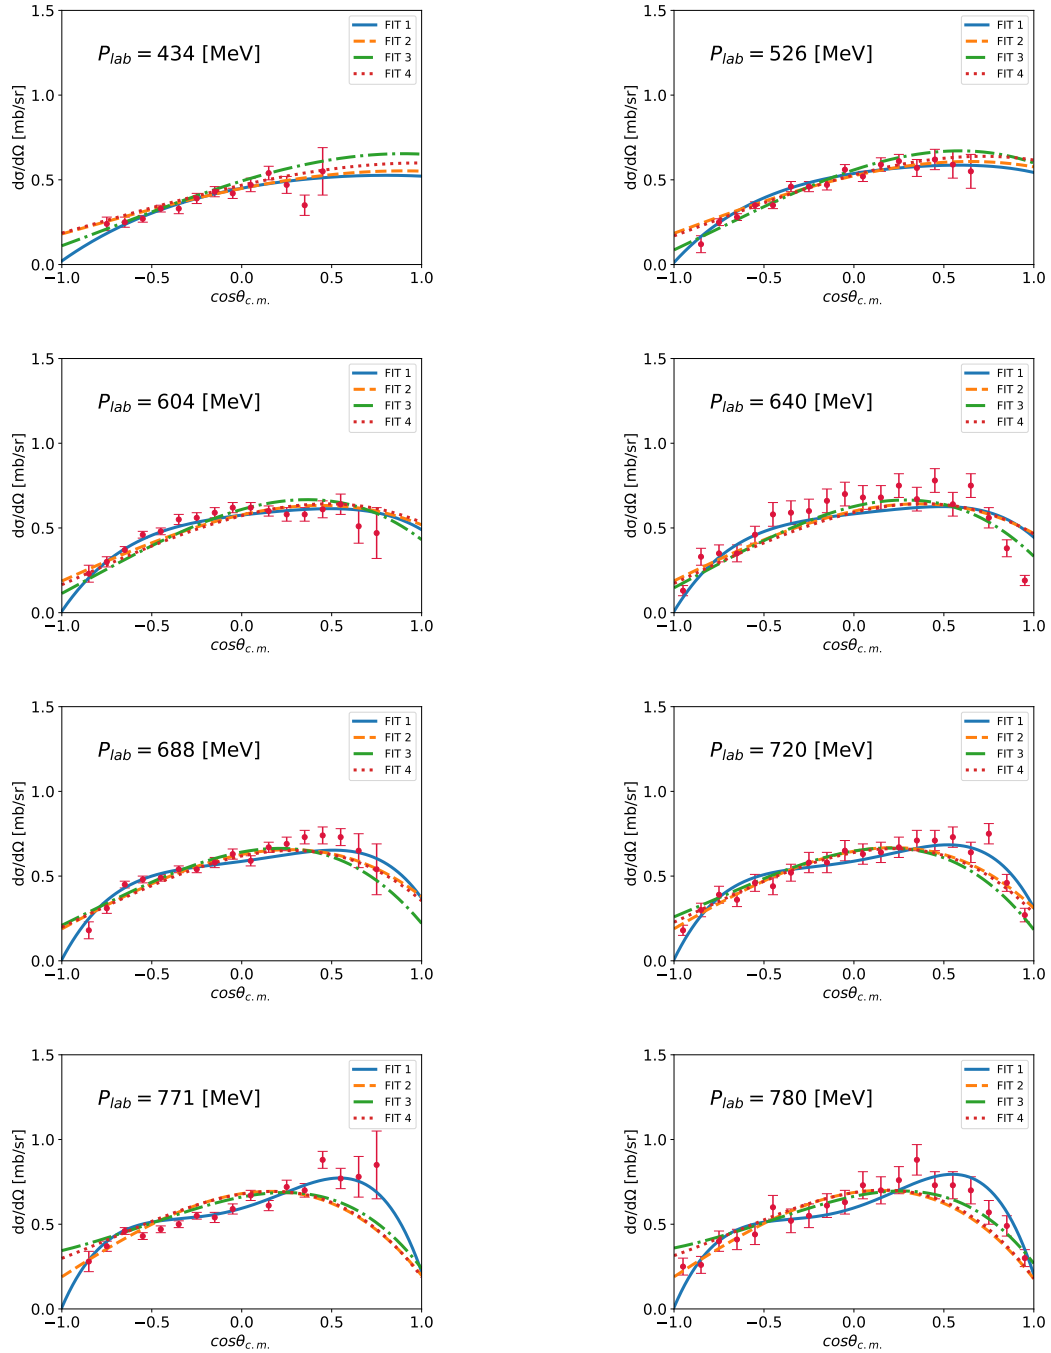 1.5
1.0
0.5
0.0
dσ/dΩ [mb/sr]
P_lab = 434 [MeV]
FIT 1
FIT 2
FIT 3
FIT 4
−1.0 −0.5 0.0 0.5 1.0
cosθ_c.m.
1.5
1.0
0.5
0.0
dσ/dΩ [mb/sr]
P_lab = 526 [MeV]
FIT 1
FIT 2
FIT 3
FIT 4
−1.0 −0.5 0.0 0.5 1.0
cosθ_c.m.
1.5
1.0
0.5
0.0
dσ/dΩ [mb/sr]
P_lab = 604 [MeV]
FIT 1
FIT 2
FIT 3
FIT 4
−1.0 −0.5 0.0 0.5 1.0
cosθ_c.m.
1.5
1.0
0.5
0.0
dσ/dΩ [mb/sr]
P_lab = 640 [MeV]
FIT 1
FIT 2
FIT 3
FIT 4
−1.0 −0.5 0.0 0.5 1.0
cosθ_c.m.
1.5
1.0
0.5
0.0
dσ/dΩ [mb/sr]
P_lab = 688 [MeV]
FIT 1
FIT 2
FIT 3
FIT 4
−1.0 −0.5 0.0 0.5 1.0
cosθ_c.m.
1.5
1.0
0.5
0.0
dσ/dΩ [mb/sr]
P_lab = 720 [MeV]
FIT 1
FIT 2
FIT 3
FIT 4
−1.0 −0.5 0.0 0.5 1.0
cosθ_c.m.
1.5
1.0
0.5
0.0
dσ/dΩ [mb/sr]
P_lab = 771 [MeV]
FIT 1
FIT 2
FIT 3
FIT 4
−1.0 −0.5 0.0 0.5 1.0
cosθ_c.m.
1.5
1.0
0.5
0.0
dσ/dΩ [mb/sr]
P_lab = 780 [MeV]
FIT 1
FIT 2
FIT 3
FIT 4
−1.0 −0.5 0.0 0.5 1.0
cosθ_c.m.